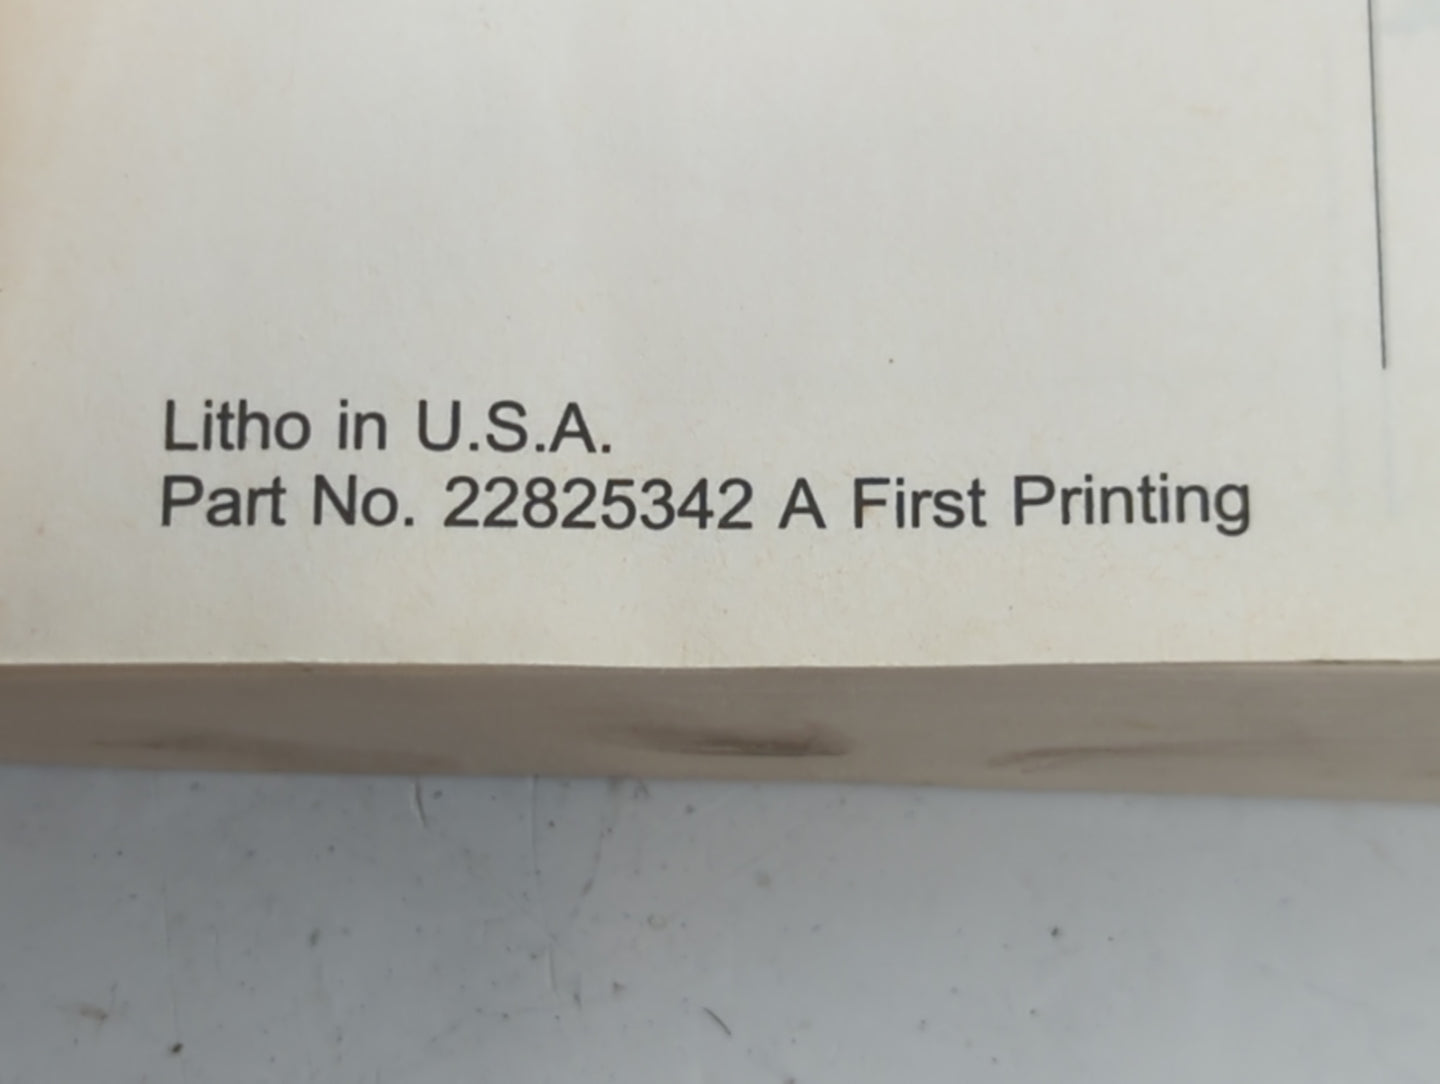 Litho in U.S.A.
Part No. 22825342 A First Printing